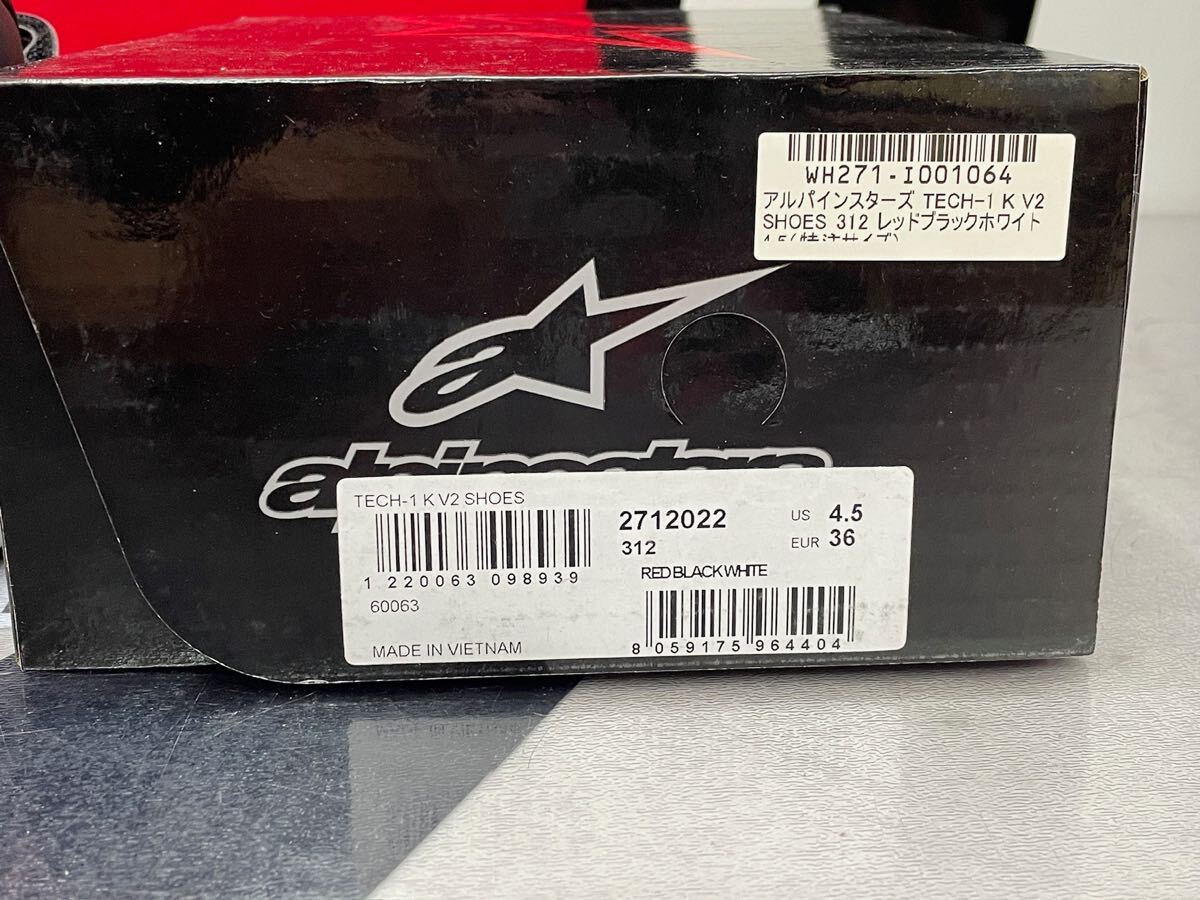 WH271-I001064
アルパインスターズ TECH-1 K V2
SHOES 312 レッドブラックホワイト
TECH-1 K V2 SHOES
2712022
US 4.5
312
EUR 36
RED BLACK WHITE
1 220063 098939
60063
MADE IN VIETNAM
8 059175 964404